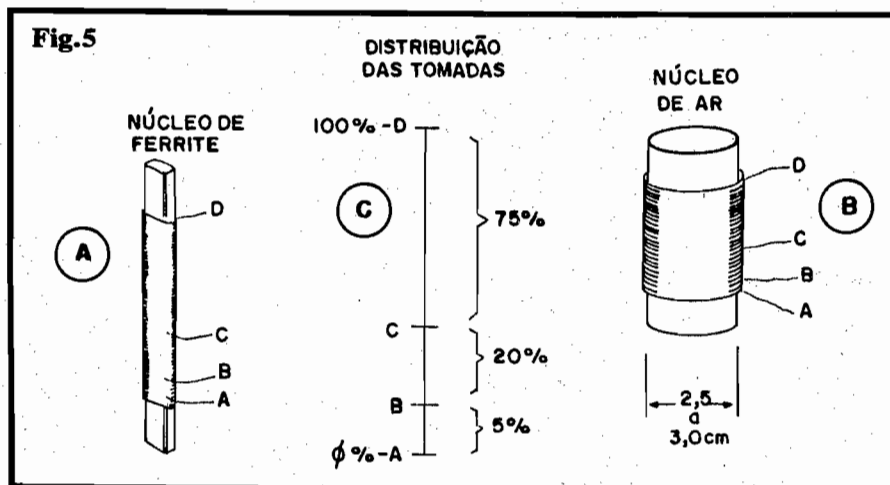 Fig.5
DISTRIBUIÇÃO
DAS TOMADAS
NÚCLEO DE
FERRITE
A
D
C
B
A
100%-D
C
75%
C
20%
B
5%
ϕ%-A
NÚCLEO
DE AR
D
C
B
A
B
2,5
a
3,0cm